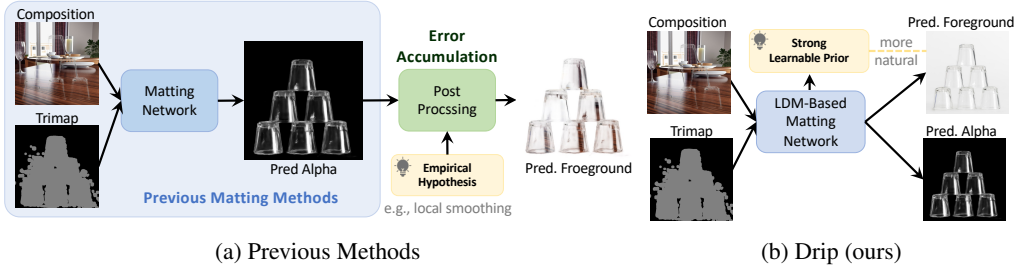 Composition
Trimap
Matting
Network
Pred Alpha
Previous Matting Methods
Error
Accumulation
Post
Procssing
Empirical
Hypothesis
e.g., local smoothing
Pred. Froeground
(a) Previous Methods
Composition
Trimap
Strong
Learnable Prior
more
natural
LDM-Based
Matting
Network
Pred. Foreground
Pred. Alpha
(b) Drip (ours)